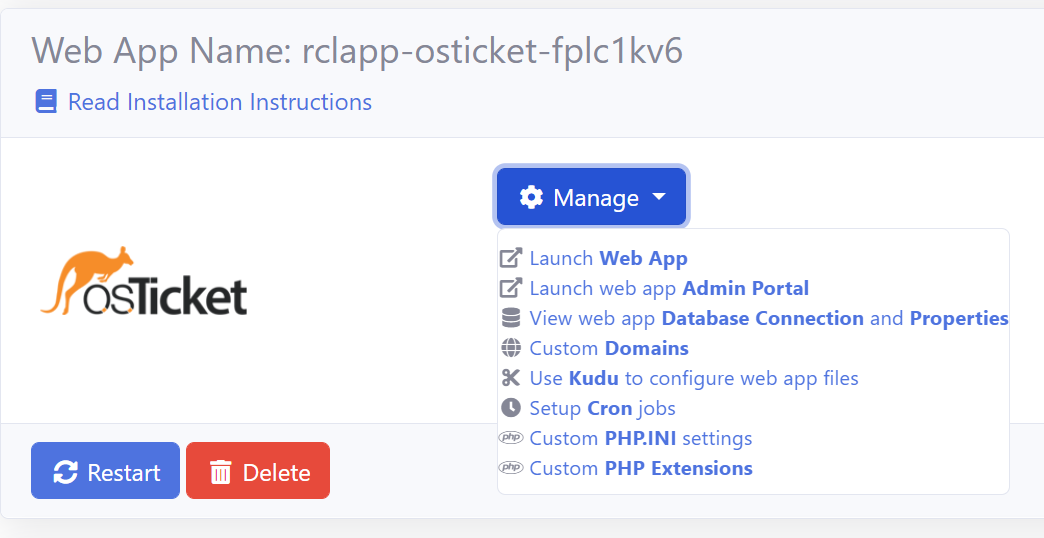 Web App Name: rclapp-osticket-fplc1kv6
Read Installation Instructions
Manage
osTicket
Launch Web App
Launch web app Admin Portal
View web app Database Connection and Properties
Custom Domains
Use Kudu to configure web app files
Setup Cron jobs
php Custom PHP.INI settings
php Custom PHP Extensions
Restart Delete